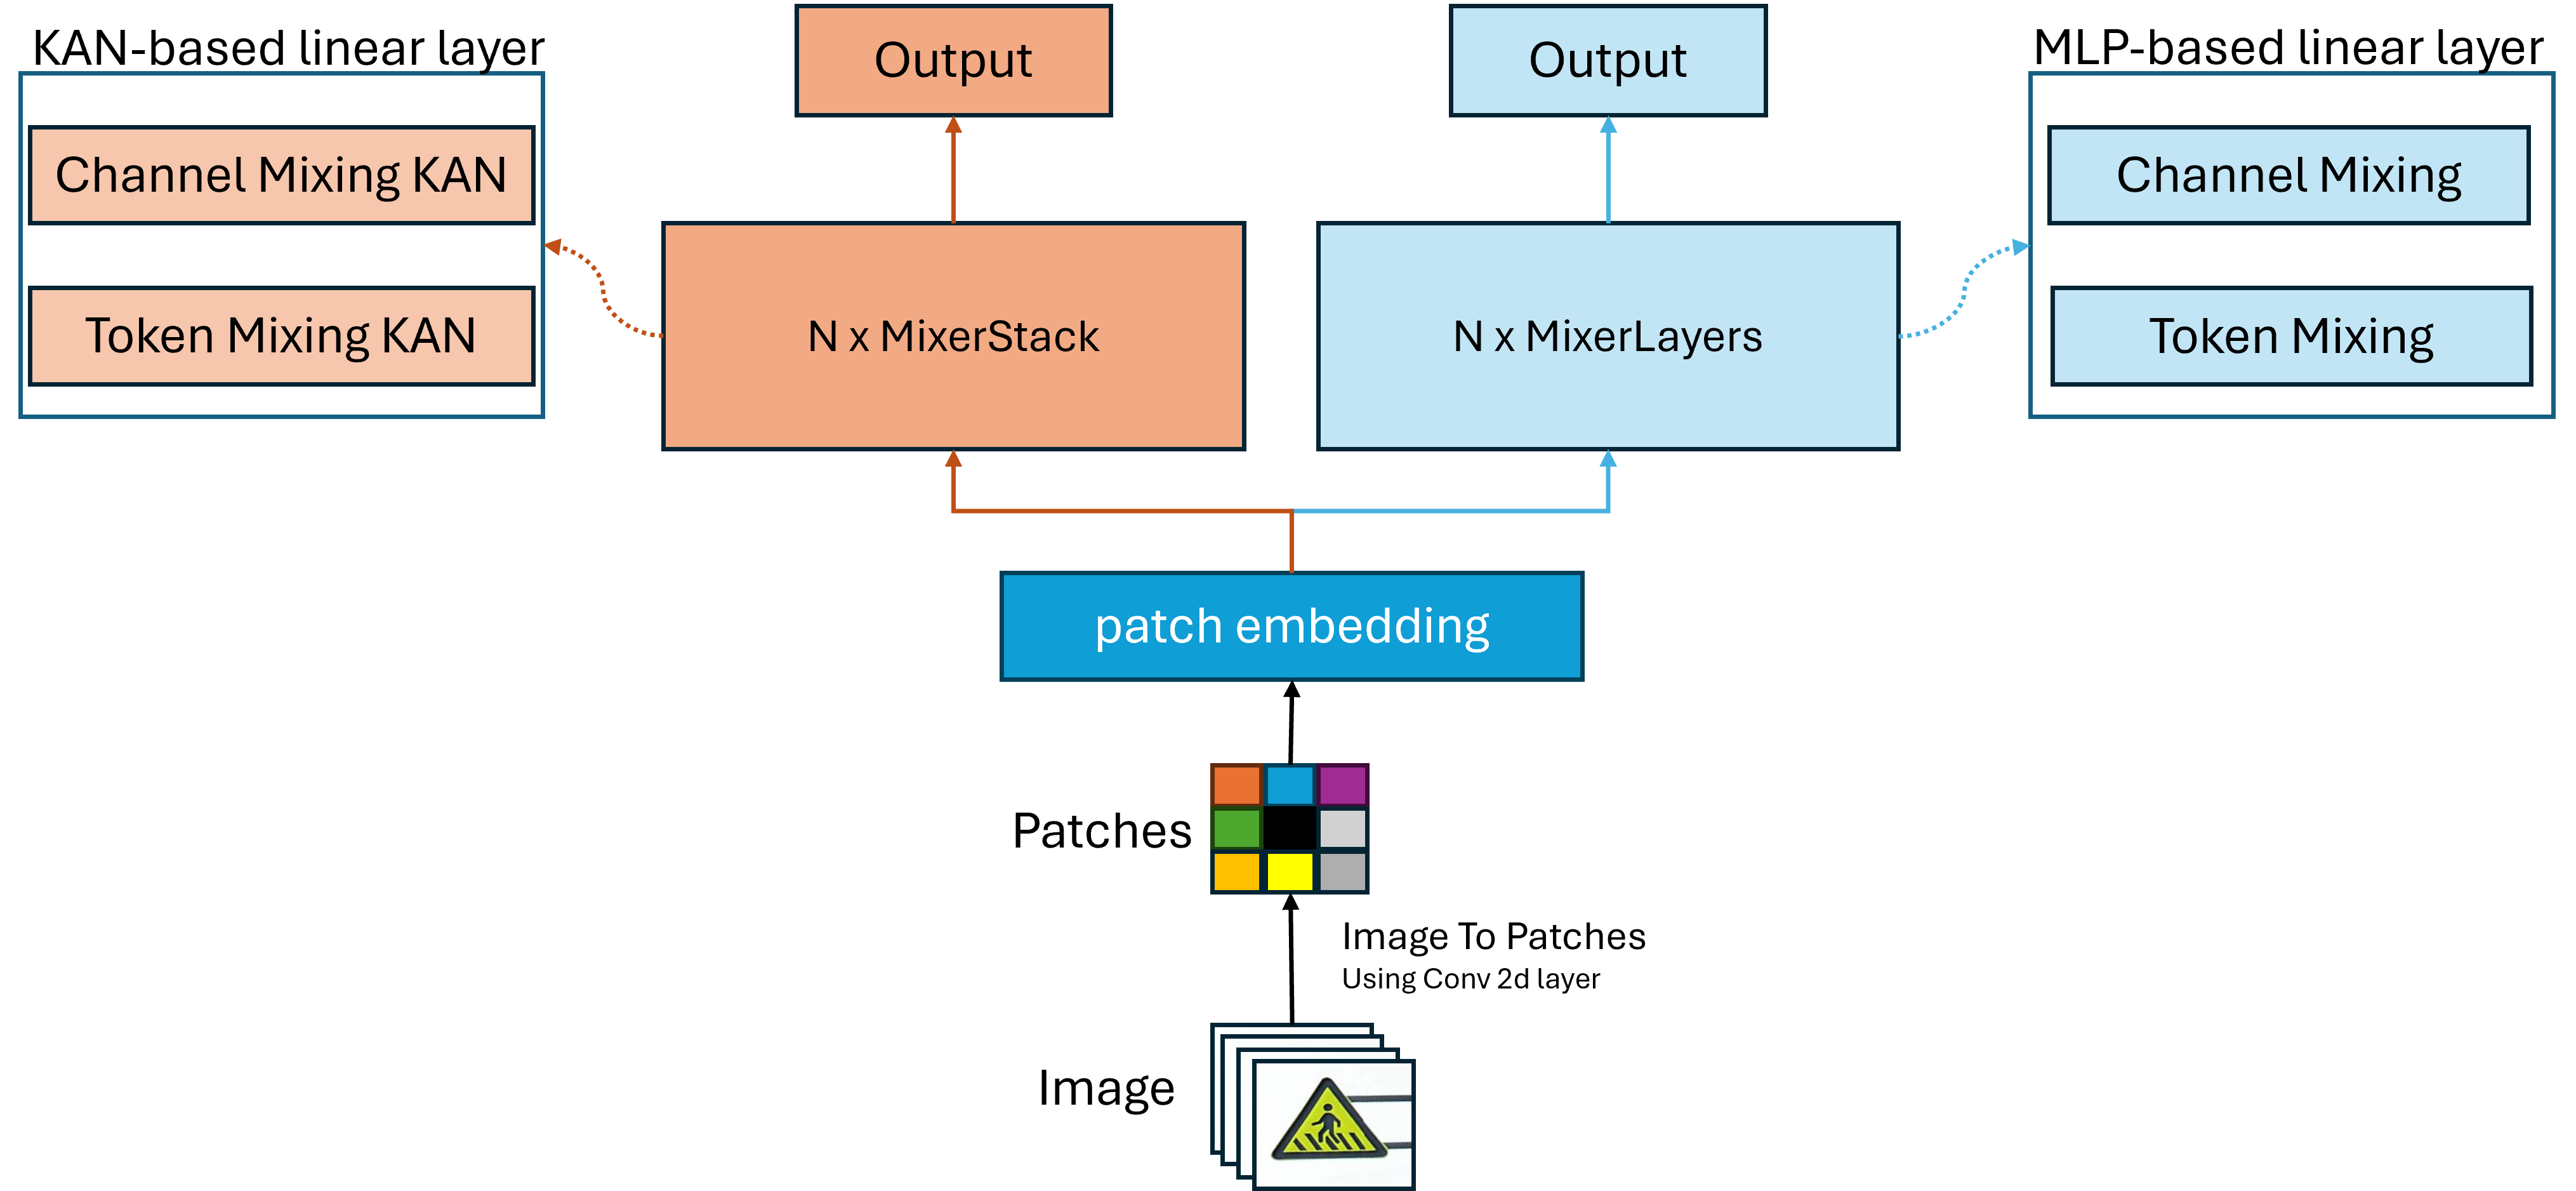 KAN-based linear layer
Channel Mixing KAN
Token Mixing KAN
Output
N x MixerStack
Output
N x MixerLayers
MLP-based linear layer
Channel Mixing
Token Mixing
patch embedding
Patches
Image To Patches
Using Conv 2d layer
Image